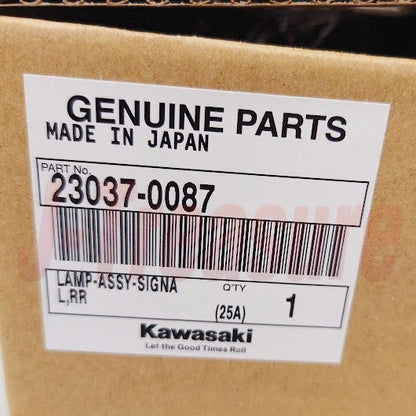 GENUINE PARTS
MADE IN JAPAN
PART No.
23037-0087
LAMP-ASSY-SIGNA
L,RR
Q'TY
(25A)
1
Kawasaki
Let the Good Times Roll